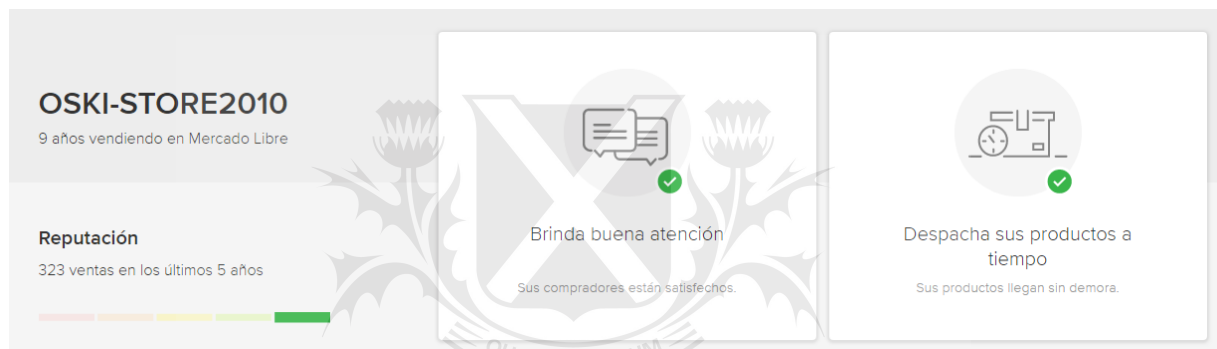 OSKI-STORE2010
9 años vendiendo en Mercado Libre
Reputación
323 ventas en los últimos 5 años
Brinda buena atención
Sus compradores están satisfechos.
Despacha sus productos a
tiempo
Sus productos llegan sin demora.